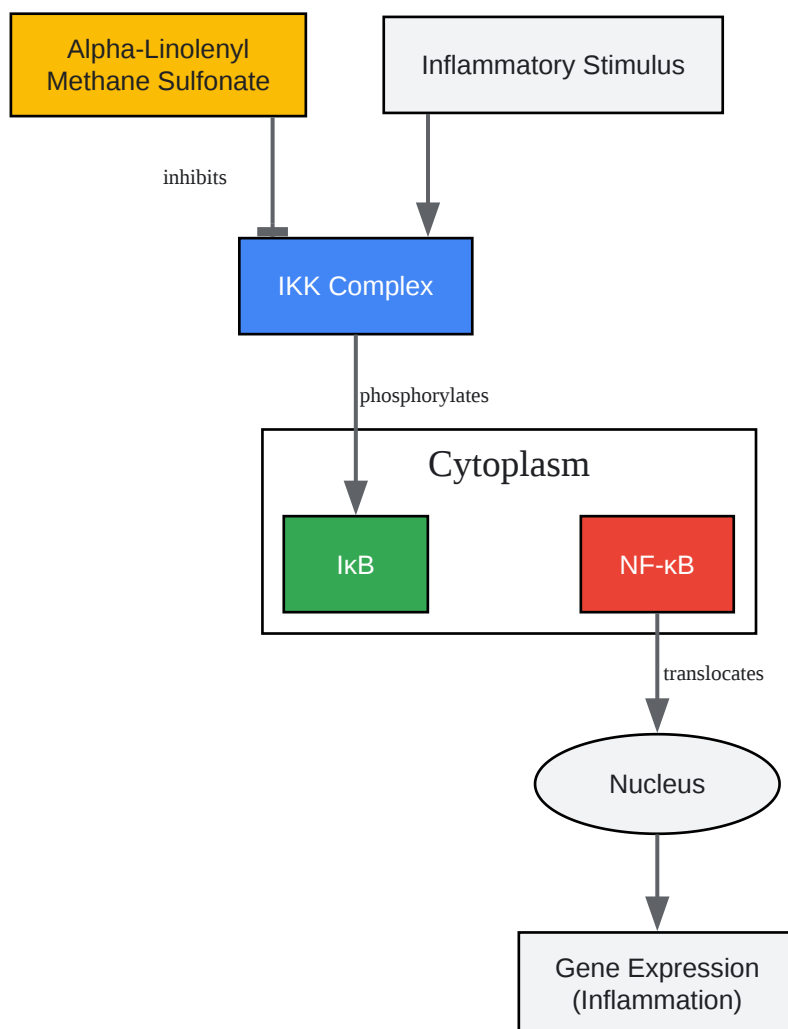 Alpha-Linolenyl
Methane Sulfonate
Inflammatory Stimulus
inhibits
IKK Complex
phosphorylates
Cytoplasm
IκB
NF-κB
translocates
Nucleus
Gene Expression
(Inflammation)